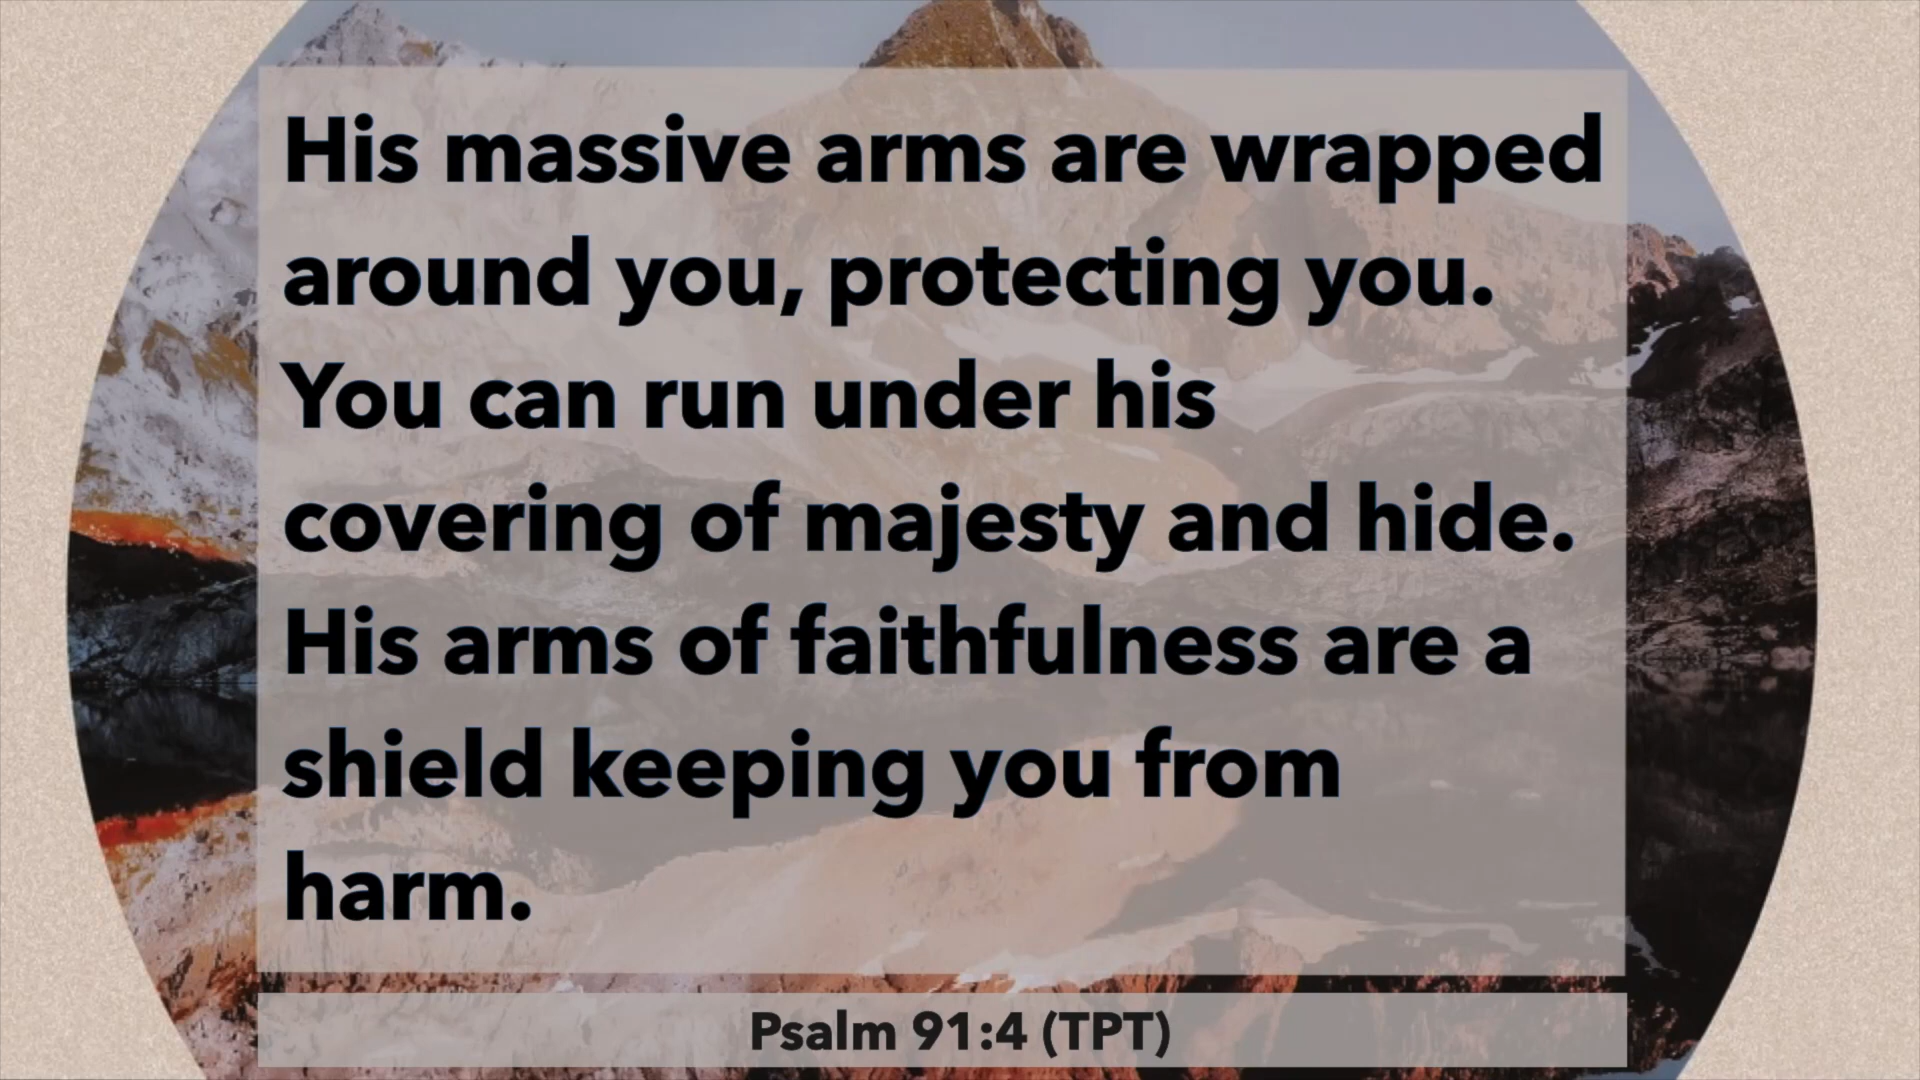 His massive arms are wrapped
around you, protecting you.
You can run under his
covering of majesty and hide.
His arms of faithfulness are a
shield keeping you from
harm.
Psalm 91:4 (TPT)